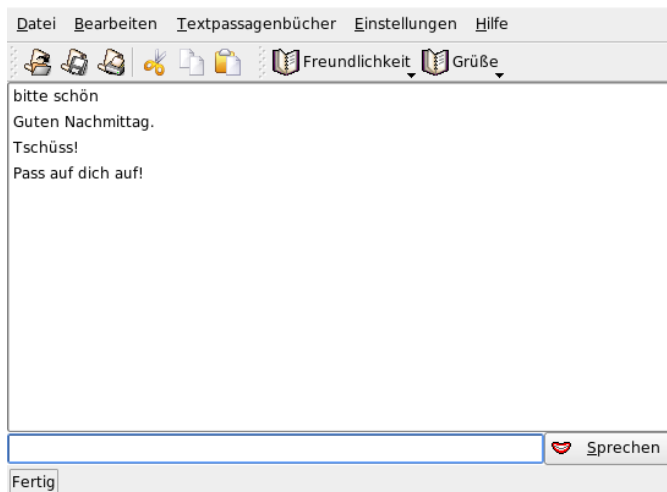 Datei Bearbeiten Textpassagenbücher Einstellungen Hilfe
Freundlichkeit Grüße
bitte schön
Guten Nachmittag.
Tschüss!
Pass auf dich auf!
Sprechen
Fertig